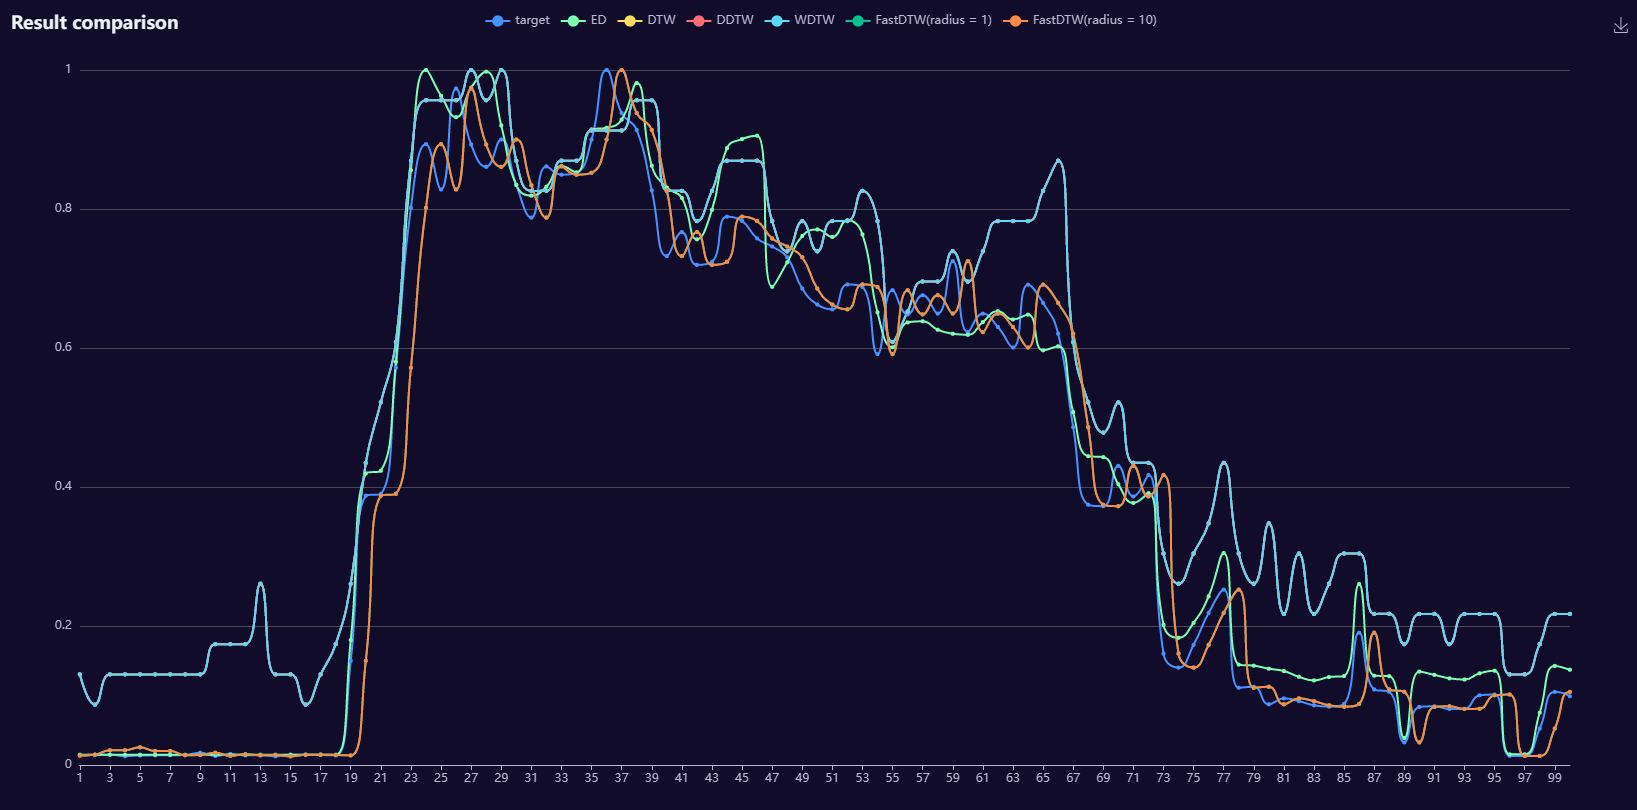 Result comparison
target ED DTW DDTW WDTW FastDTW(radius = 1) FastDTW(radius = 10)
1
0.8
0.6
0.4
0.2
0
1 3 5 7 9 11 13 15 17 19 21 23 25 27 29 31 33 35 37 39 41 43 45 47 49 51 53 55 57 59 61 63 65 67 69 71 73 75 77 79 81 83 85 87 89 91 93 95 97 99